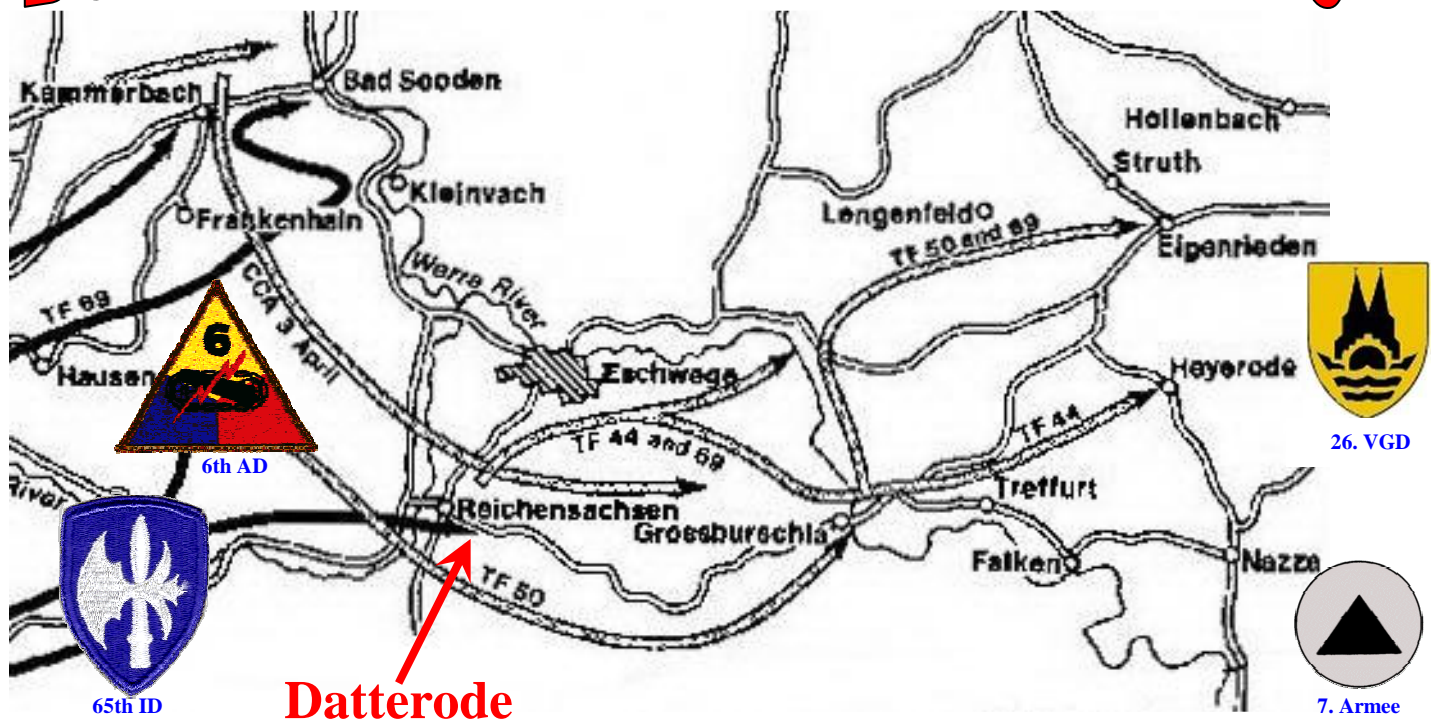 Kammerbach
Bad Sooden
Hollenbach
Struth
Kleinvach
Frankenhain
Lengenfeld
TF 50 and 69
Eigenrieden
Werra River
CCA 3 April
TF 69
6
Hausen
Eschwege
Heyerode
6th AD
TF 44 and 69
TF 44
26. VGD
River
Reichensachsen
Treffurt
Grossburschla
Falken
Nazza
TF 50
Datterode
65th ID
7. Armee